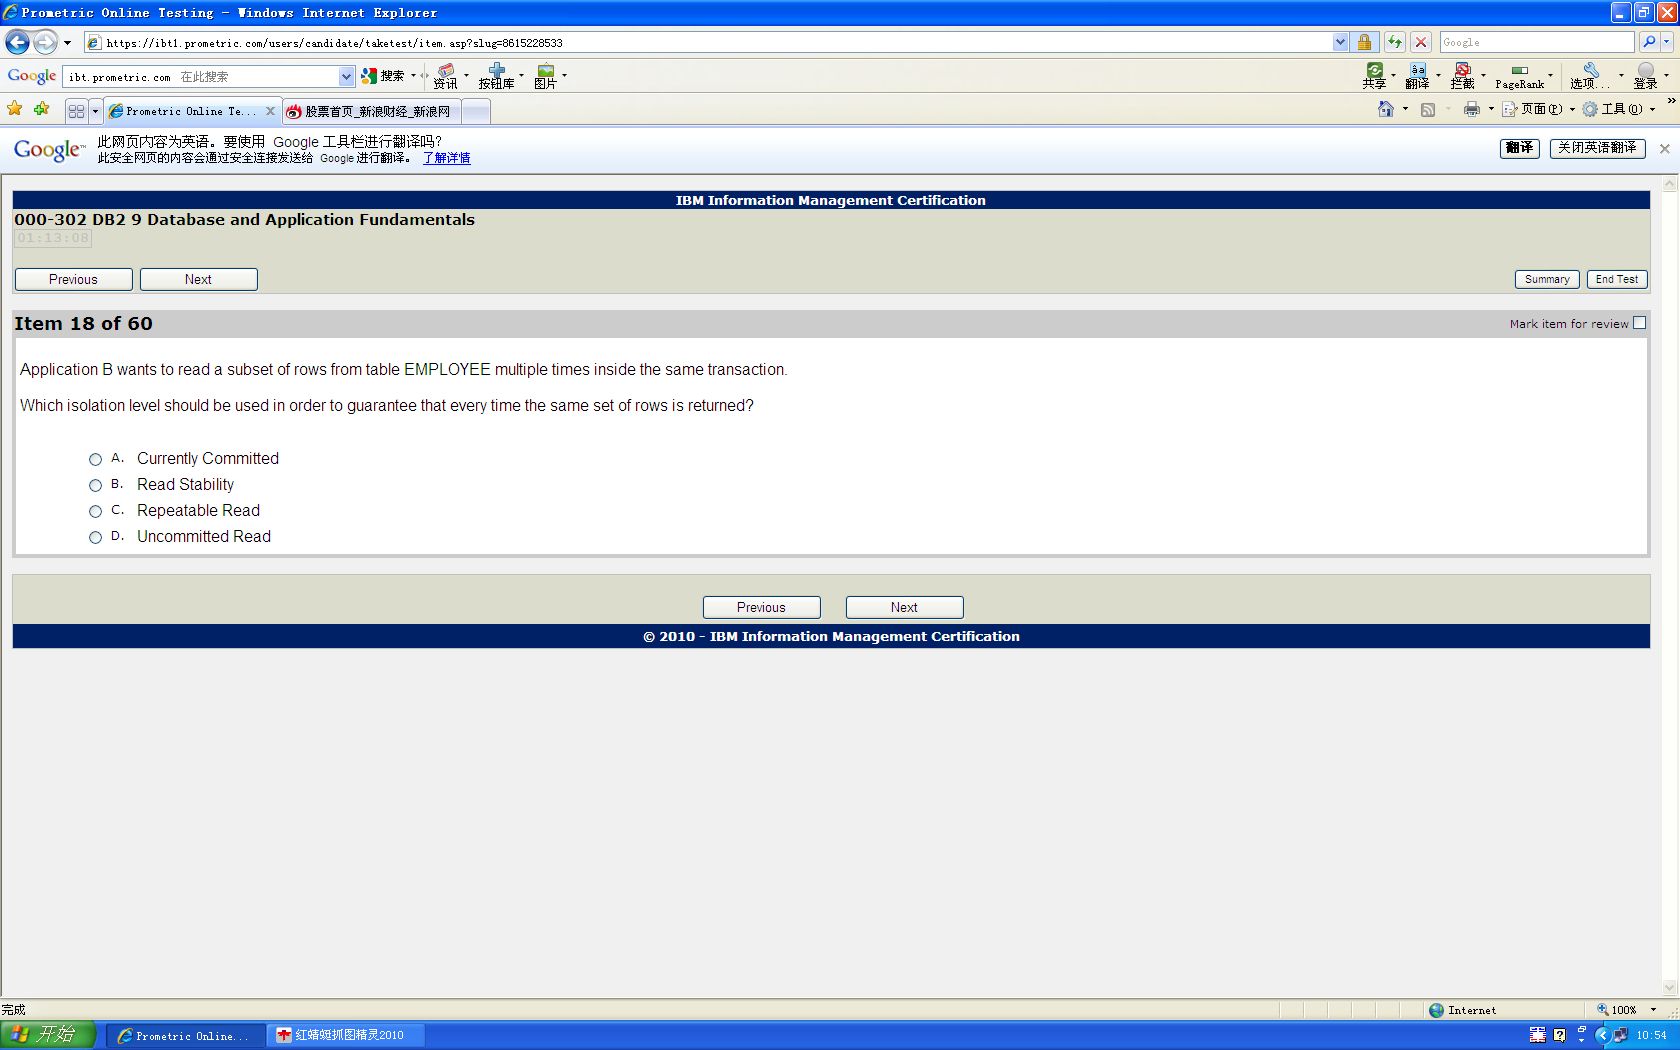 Prometric Online Testing - Windows Internet Explorer
https://ibt1.prometric.com/users/candidate/taketest/item.asp?slug=8615228533
Google
Google ibt.prometric.com 在此搜索 搜索 资讯 按钮库 图片 共享 翻译 拦截 PageRank 选项... 登录
Prometric Online Te... 股票首页_新浪财经_新浪网 页面(P) 工具(O)
Google™ 此网页内容为英语。要使用 Google 工具栏进行翻译吗?
此安全网页的内容会通过安全连接发送给 Google 进行翻译。 了解详情
翻译 关闭英语翻译
IBM Information Management Certification
000-302 DB2 9 Database and Application Fundamentals
01:13:08
Previous Next Summary End Test
Item 18 of 60 Mark item for review
Application B wants to read a subset of rows from table EMPLOYEE multiple times inside the same transaction.
Which isolation level should be used in order to guarantee that every time the same set of rows is returned?
A. Currently Committed
B. Read Stability
C. Repeatable Read
D. Uncommitted Read
Previous Next
© 2010 - IBM Information Management Certification
完成 Internet 100%
开始 Prometric Online... 红蜻蜓抓图精灵2010 10:54